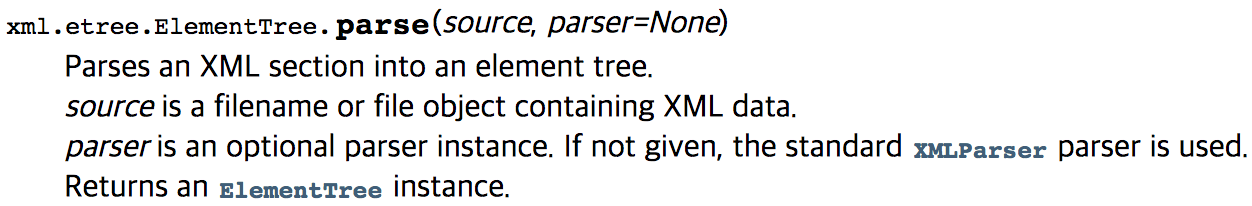 xml.etree.ElementTree.parse(source, parser=None)
Parses an XML section into an element tree.
source is a filename or file object containing XML data.
parser is an optional parser instance. If not given, the standard XMLParser parser is used.
Returns an ElementTree instance.